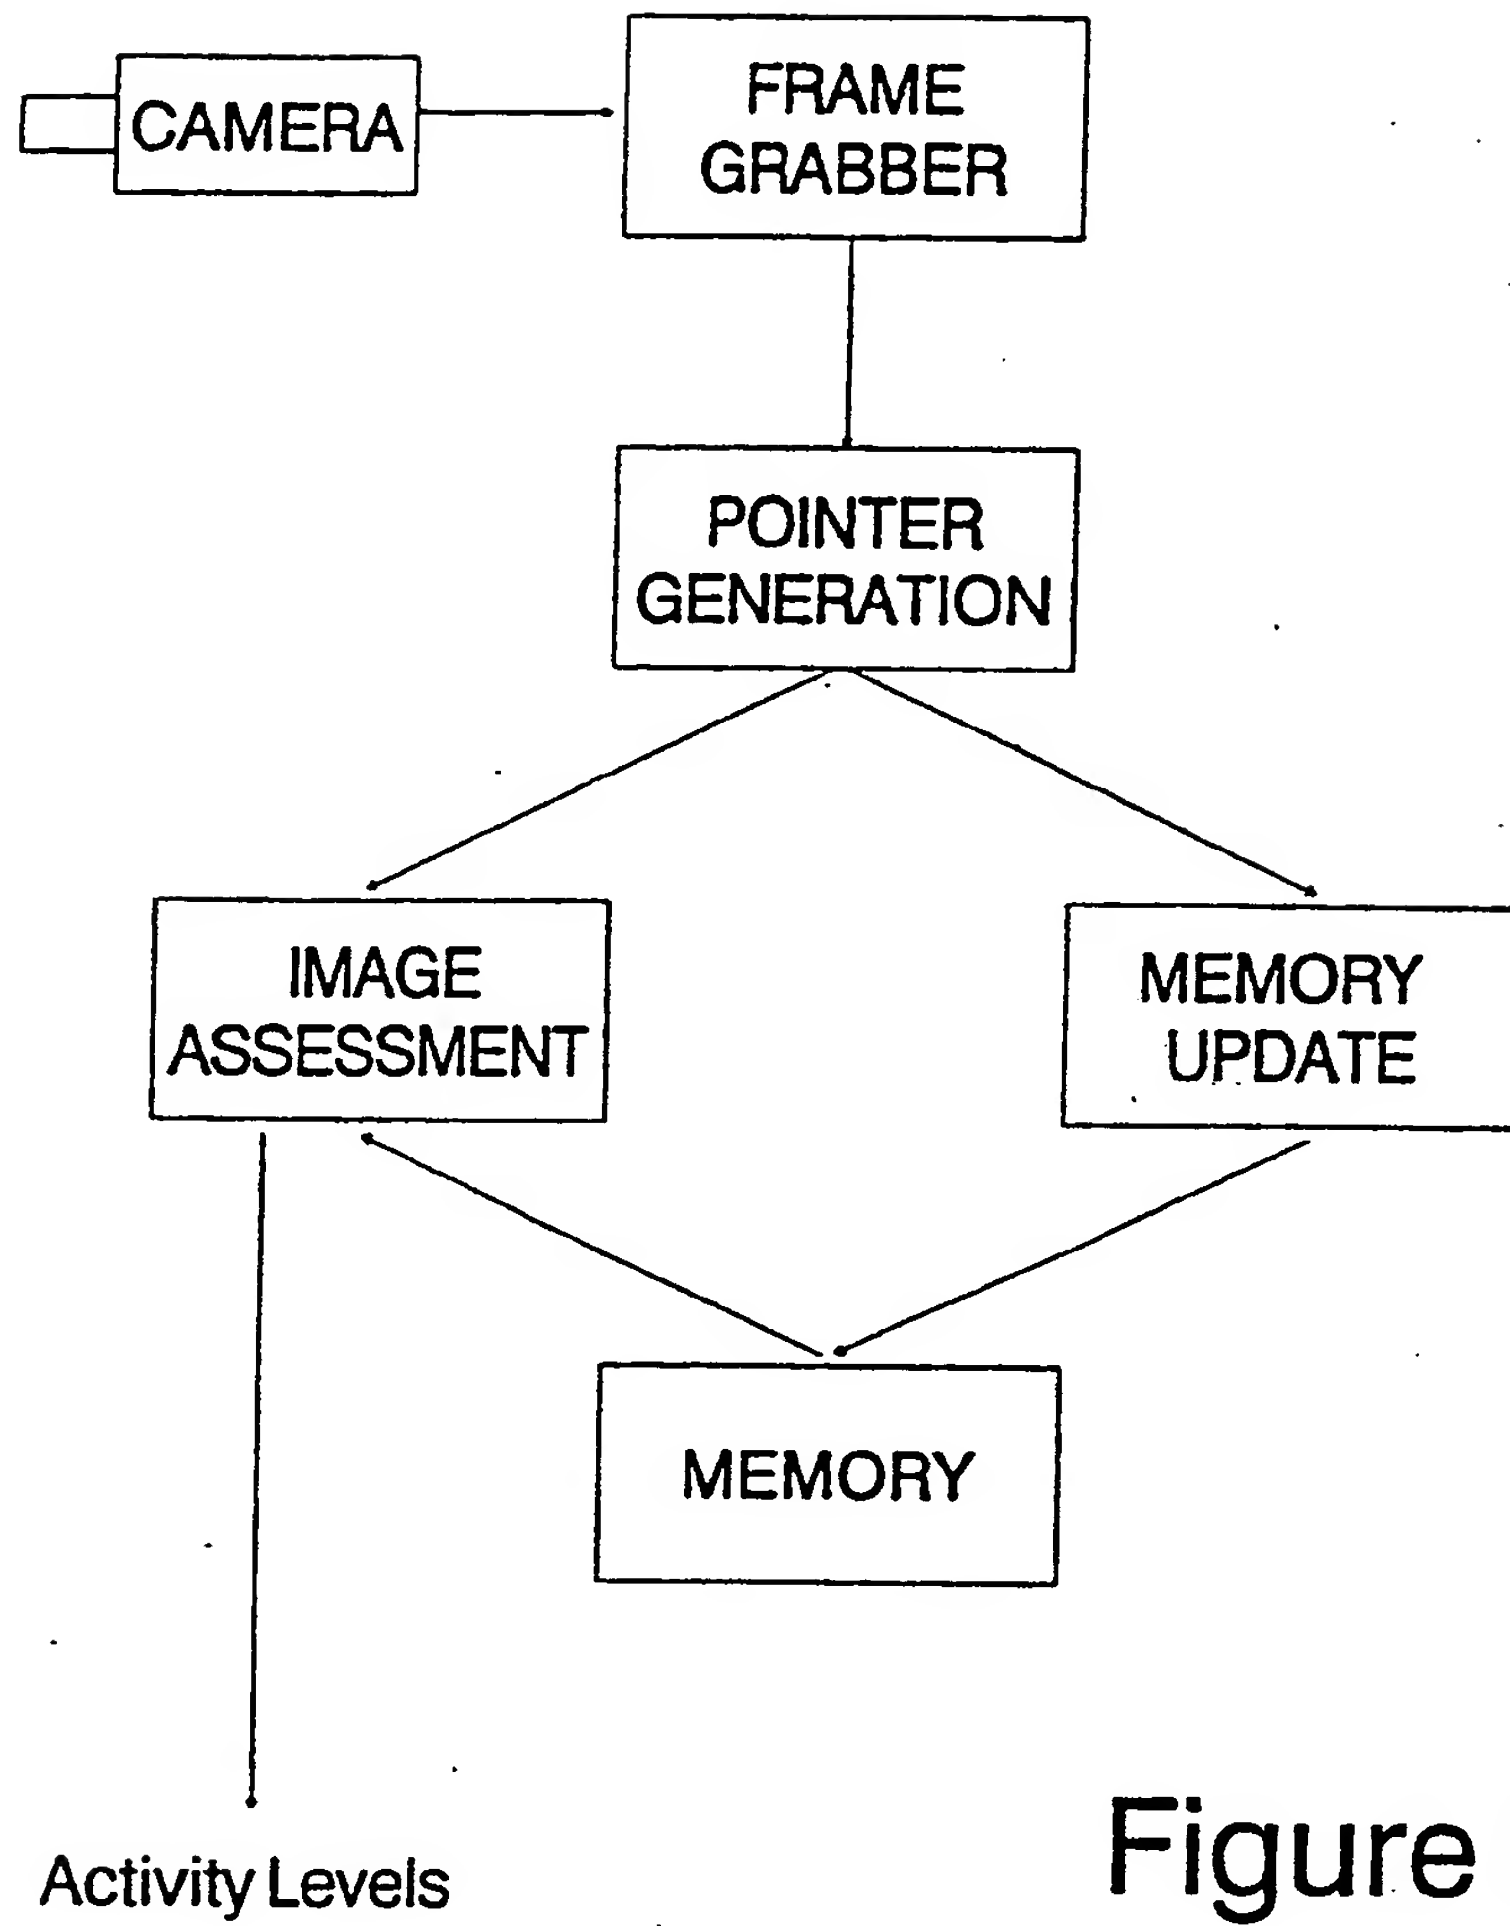 CAMERA
FRAME
GRABBER
POINTER
GENERATION
IMAGE
ASSESSMENT
MEMORY
UPDATE
MEMORY
Activity Levels
Figure